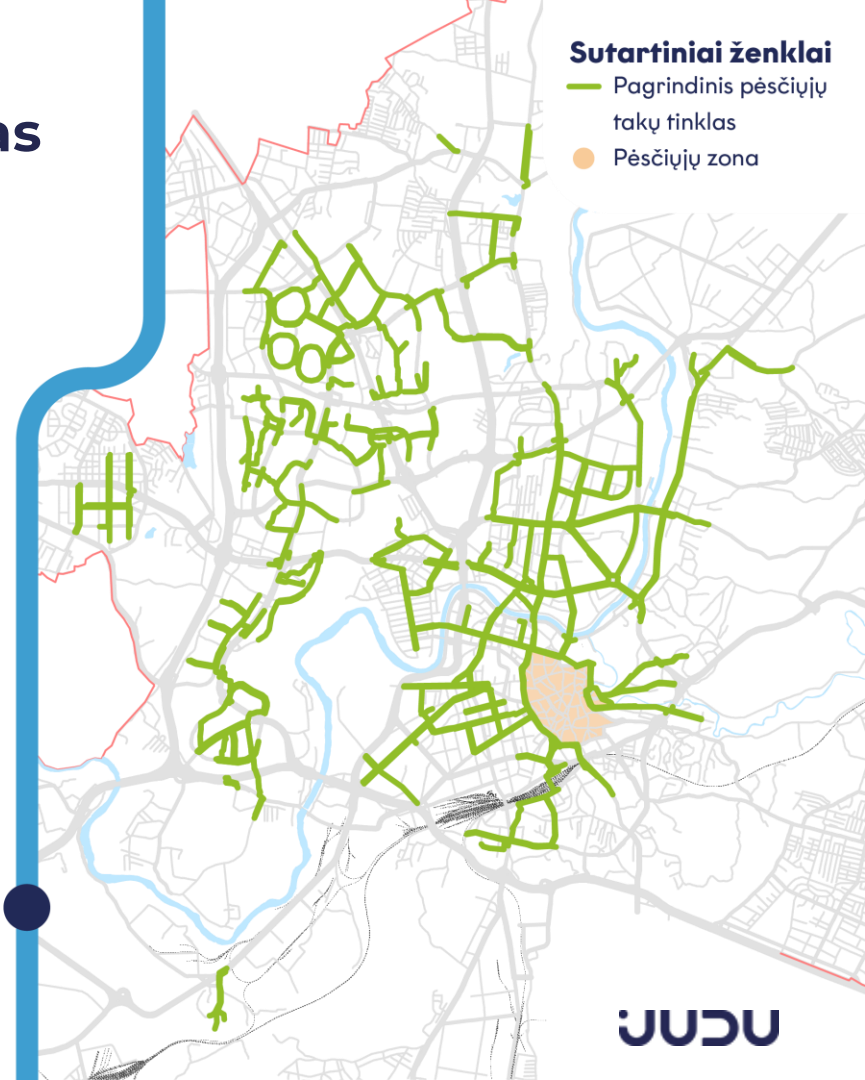 as
Sutartiniai ženklai
Pagrindinis pėsčiųjų
takų tinklas
Pėsčiųjų zona
JUDU